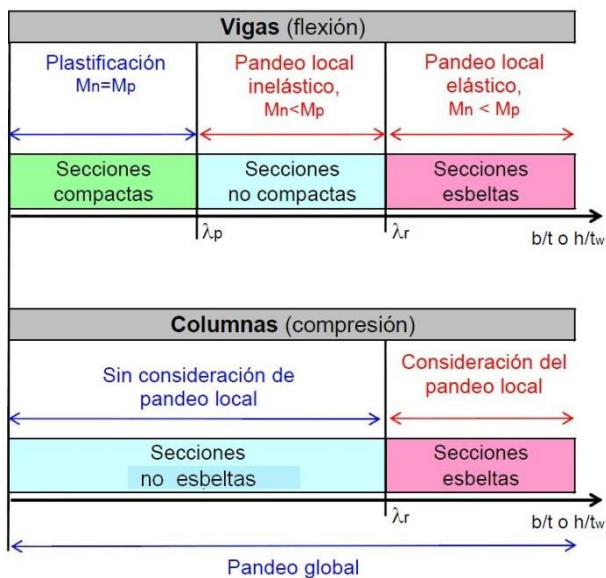 Vigas (flexión)
Plastificación
Mn=Mp
Pandeo local
inelástico,
Mn<Mp
Pandeo local
elástico,
Mn < Mp
Secciones
compactas
Secciones
no compactas
Secciones
esbeltas
λp
λr
b/t o h/tw
Columnas (compresión)
Sin consideración de
pandeo local
Consideración del
pandeo local
Secciones
no esbeltas
Secciones
esbeltas
λr
b/t o h/tw
Pandeo global